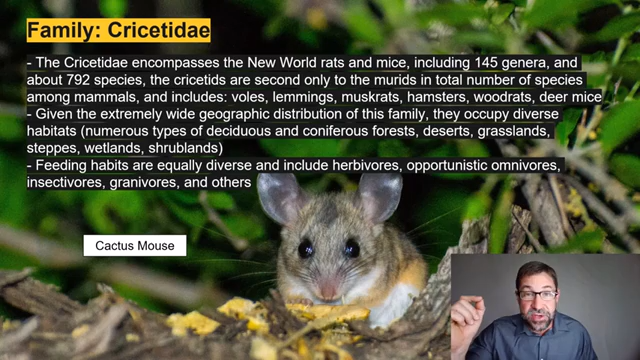 Family: Cricetidae
- The Cricetidae encompasses the New World rats and mice, including 145 genera, and
about 792 species, the cricetids are second only to the murids in total number of species
among mammals, and includes: voles, lemmings, muskrats, hamsters, woodrats, deer mice
- Given the extremely wide geographic distribution of this family, they occupy diverse
habitats (numerous types of deciduous and coniferous forests, deserts, grasslands,
steppes, wetlands, shrublands)
- Feeding habits are equally diverse and include herbivores, opportunistic omnivores,
insectivores, granivores, and others
Cactus Mouse